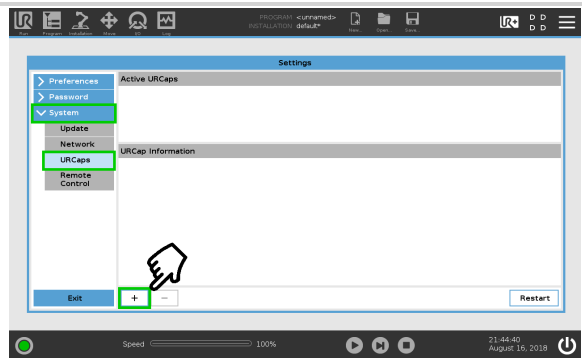 UR
PROGRAM <unnamed>
INSTALLATION default*
R+
D D
D D
Run
Program
Installation
Move
I/O
Log
New...
Open...
Save...
Settings
Preferences
Password
System
Update
Network
URCaps
Remote
Control
Active URCaps
URCap Information
+
−
Exit
Restart
Speed
100%
21:44:40
August 16, 2018